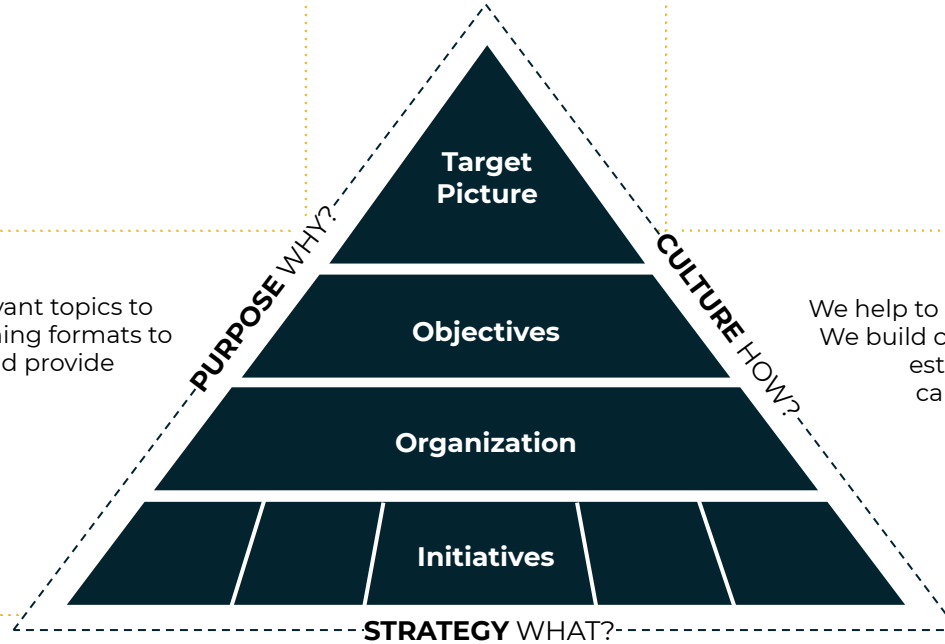 Target
Picture
PURPOSE WHY?
CULTURE HOW?
vant topics to
ning formats to
d provide
We help to
We build c
est
ca
Objectives
Organization
Initiatives
STRATEGY WHAT?